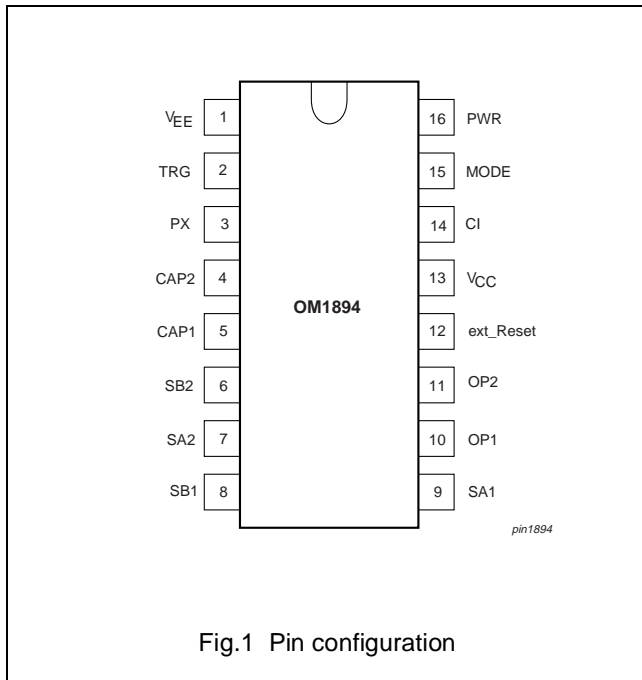 VEE 1 16 PWR
TRG 2 15 MODE
PX 3 14 CI
CAP2 4 13 VCC
OM1894
CAP1 5 12 ext_Reset
SB2 6 11 OP2
SA2 7 10 OP1
SB1 8 9 SA1
pin1894
Fig.1 Pin configuration